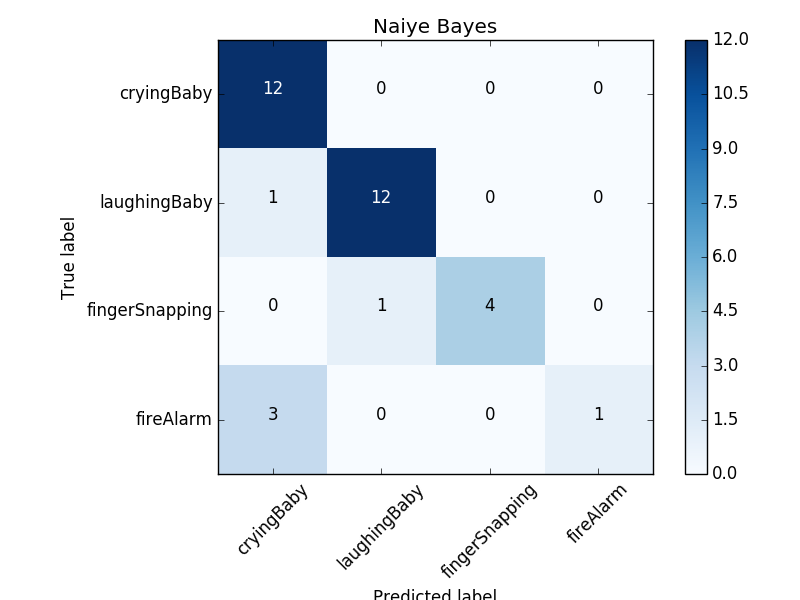 Naiye Bayes
True label
cryingBaby 12 0 0 0
laughingBaby 1 12 0 0
fingerSnapping 0 1 4 0
fireAlarm 3 0 0 1
cryingBaby laughingBaby fingerSnapping fireAlarm
Predicted label
12.0
10.5
9.0
7.5
6.0
4.5
3.0
1.5
0.0